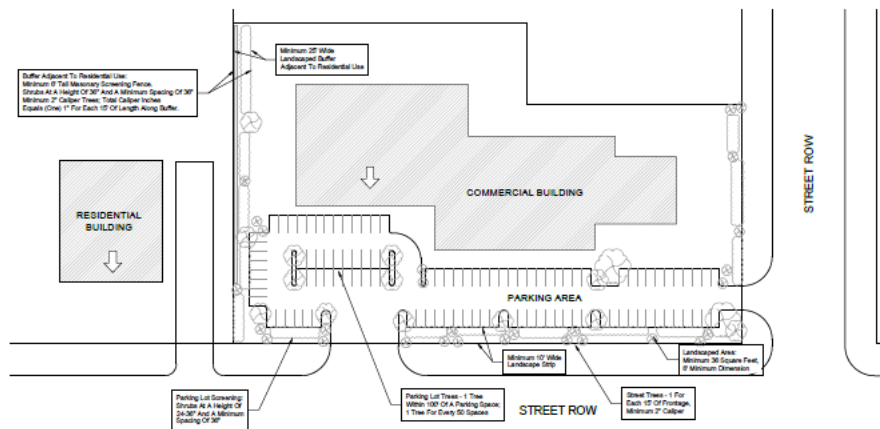 Minimum 25' Wide
Landscaped Buffer
Adjacent To Residential Use
Buffer Adjacent To Residential Use:
Minimum 6' Tall Masonary Screening Fence.
Shrubs At A Height Of 36" And A Minimum Spacing Of 36"
Minimum 2" Caliper Trees; Total Caliper Inches
Equals (One) 1" For Each 15' Of Length Along Buffer.
COMMERCIAL BUILDING
STREET ROW
RESIDENTIAL
BUILDING
PARKING AREA
Minimum 10' Wide
Landscape Strip
Landscaped Area:
Minimum 36 Square Feet,
6' Minimum Dimension
Parking Lot Screening:
Shrubs At A Height Of
24-36" And A Minimum
Spacing Of 36"
Parking Lot Trees - 1 Tree
Within 100' Of A Parking Space;
1 Tree For Every 50 Spaces
STREET ROW
Street Trees - 1 For
Each 15' Of Frontage,
Minimum 2" Caliper